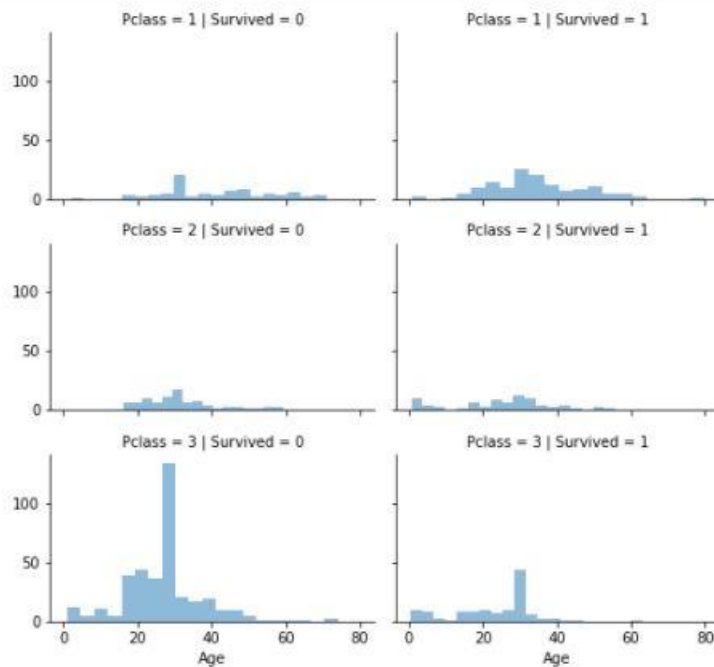 Pclass = 1 | Survived = 0
Pclass = 1 | Survived = 1
100
50
0
Pclass = 2 | Survived = 0
Pclass = 2 | Survived = 1
100
50
0
Pclass = 3 | Survived = 0
Pclass = 3 | Survived = 1
100
50
0
0 20 40 60 80
0 20 40 60 80
Age
Age